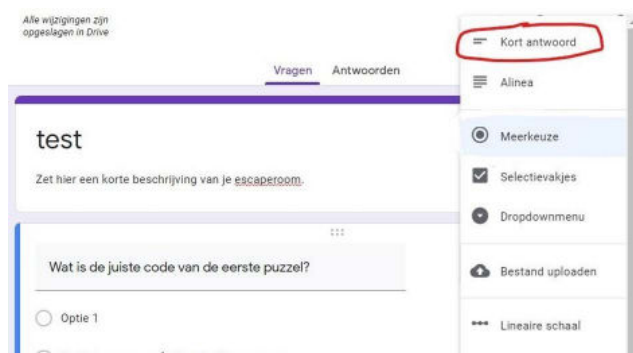 Alle wijzigingen zijn
opgeslagen in Drive
Vragen Antwoorden
test
Zet hier een korte beschrijving van je escaperoom.
Wat is de juiste code van de eerste puzzel?
Optie 1
Kort antwoord
Alinea
Meerkeuze
Selectievakjes
Dropdownmenu
Bestand uploaden
Lineaire schaal